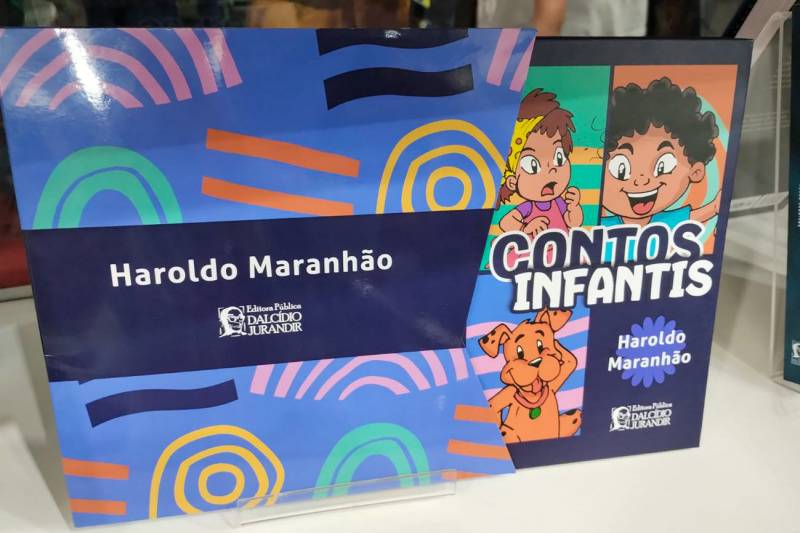 Haroldo Maranhão
Editora Pública
DALCÍDIO
JURANDIR
CONTOS
INFANTIS
Haroldo
Maranhão
Editora Pública
DALCÍDIO
JURANDIR